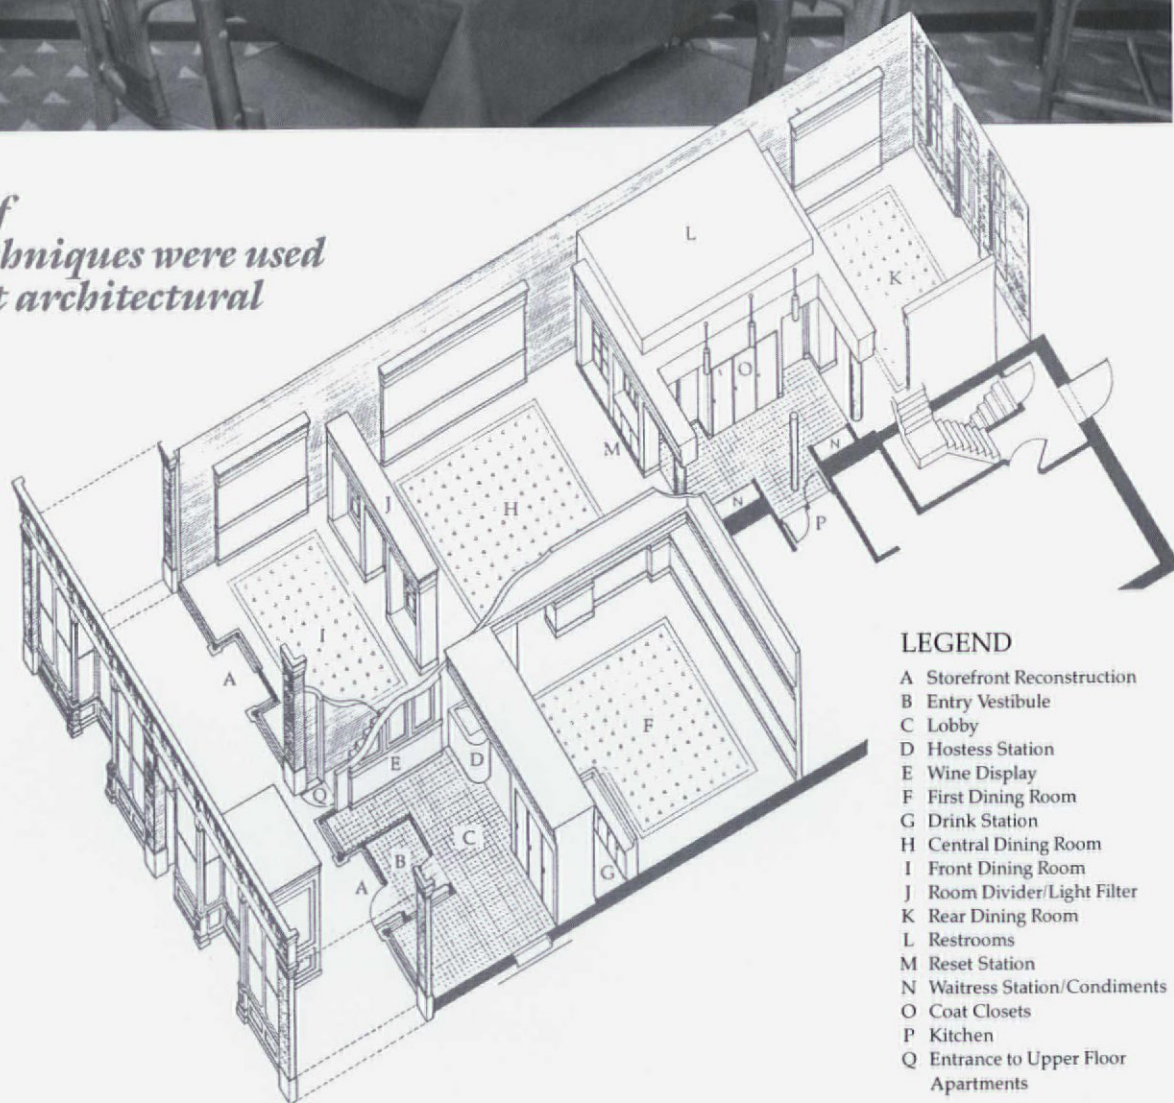 f
hniques were used
t architectural
L
K
O
M
N
J
H
N
P
I
A
F
E
D
Q
C
B
A
G
LEGEND
A Storefront Reconstruction
B Entry Vestibule
C Lobby
D Hostess Station
E Wine Display
F First Dining Room
G Drink Station
H Central Dining Room
I Front Dining Room
J Room Divider/Light Filter
K Rear Dining Room
L Restrooms
M Reset Station
N Waitress Station/Condiments
O Coat Closets
P Kitchen
Q Entrance to Upper Floor
Apartments